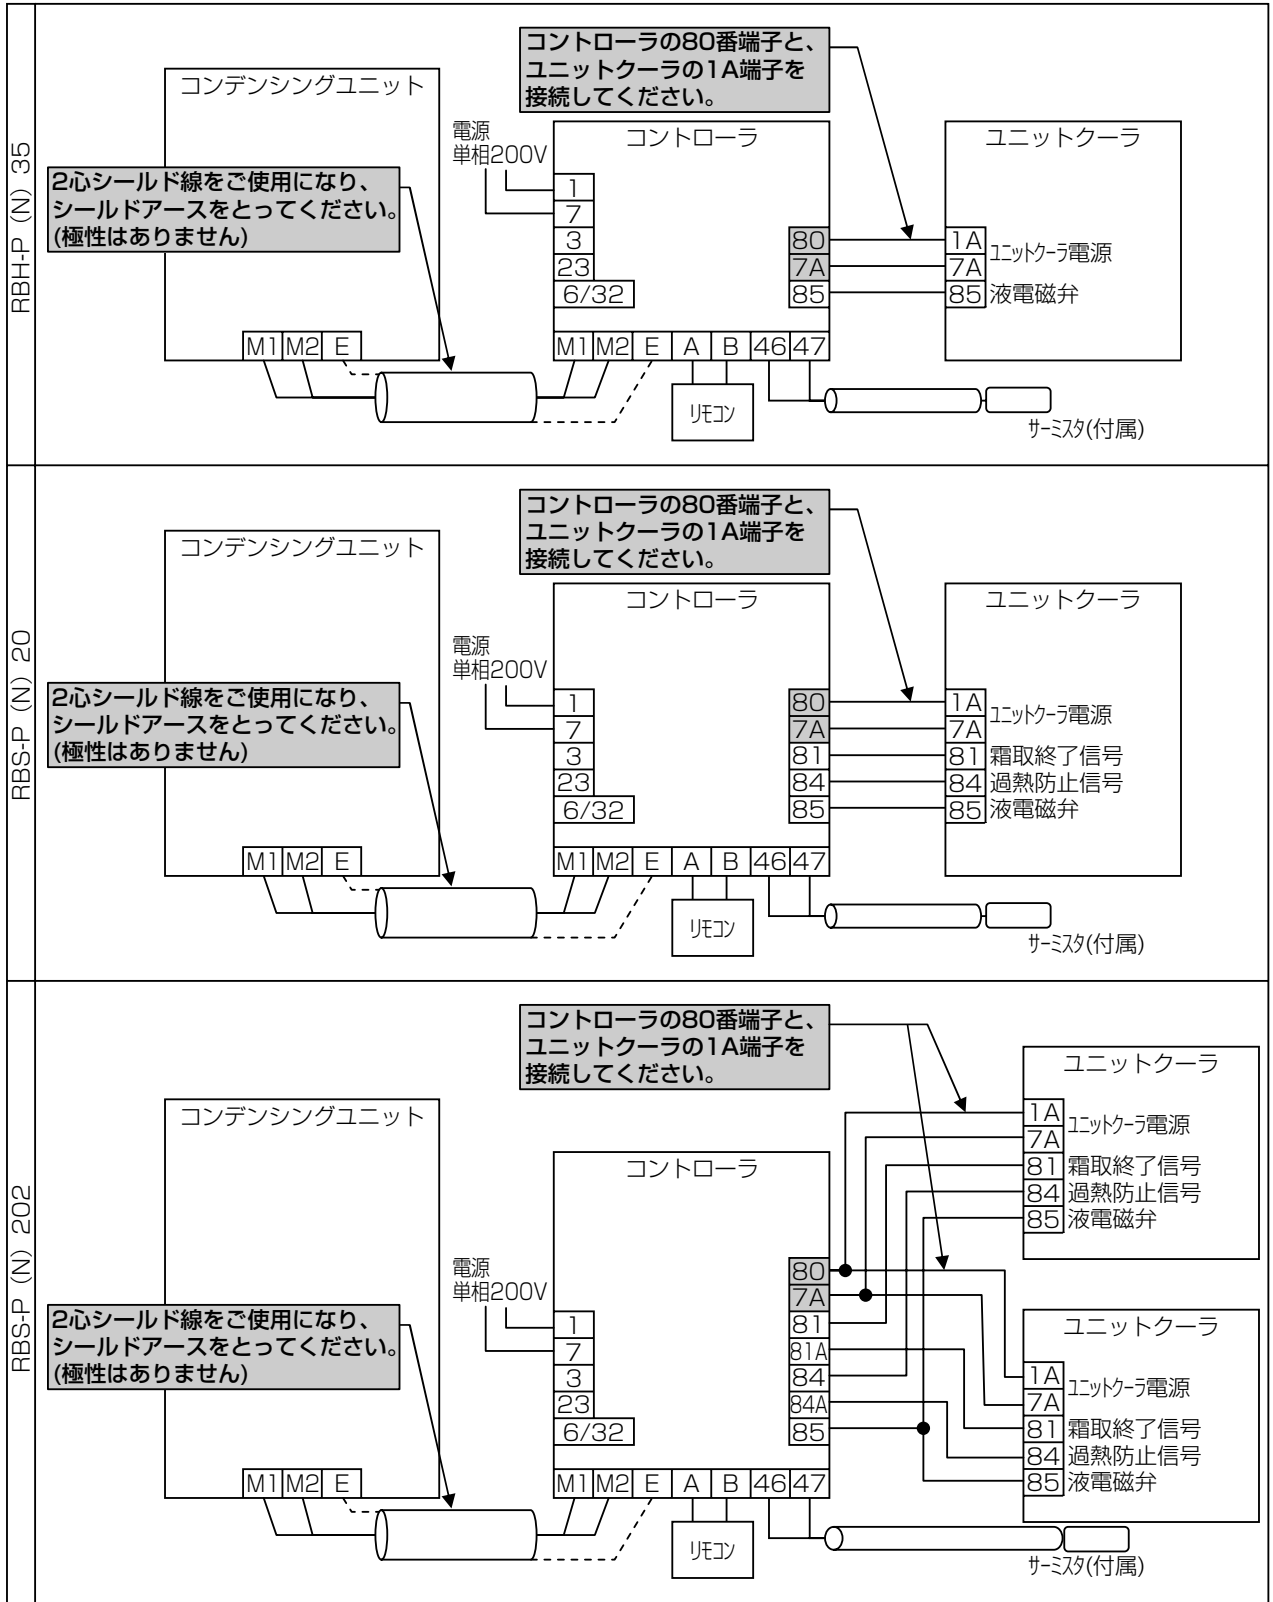 RBH-P（N）35
コントローラの80番端子と、
ユニットクーラの1A端子を
接続してください。
コンデンシングユニット
電源
単相200V
コントローラ
ユニットクーラ
2心シールド線をご使用になり、
シールドアースをとってください。
(極性はありません)
1
7
3
23
6/32
80
7A
85
1A
7A
85
ユニットクーラ電源
液電磁弁
M1 M2 E
M1 M2 E A B 46 47
リモコン
サーミスタ(付属)
RBS-P（N）20
コントローラの80番端子と、
ユニットクーラの1A端子を
接続してください。
コンデンシングユニット
電源
単相200V
コントローラ
ユニットクーラ
2心シールド線をご使用になり、
シールドアースをとってください。
(極性はありません)
1
7
3
23
6/32
80
7A
81
84
85
1A
7A
81
84
85
ユニットクーラ電源
霜取終了信号
過熱防止信号
液電磁弁
M1 M2 E
M1 M2 E A B 46 47
リモコン
サーミスタ(付属)
RBS-P（N）202
コントローラの80番端子と、
ユニットクーラの1A端子を
接続してください。
コンデンシングユニット
電源
単相200V
コントローラ
ユニットクーラ
1A
7A
81
84
85
ユニットクーラ電源
霜取終了信号
過熱防止信号
液電磁弁
2心シールド線をご使用になり、
シールドアースをとってください。
(極性はありません)
1
7
3
23
6/32
80
7A
81
81A
84
84A
85
ユニットクーラ
1A
7A
81
84
85
ユニットクーラ電源
霜取終了信号
過熱防止信号
液電磁弁
M1 M2 E
M1 M2 E A B 46 47
リモコン
サーミスタ(付属)